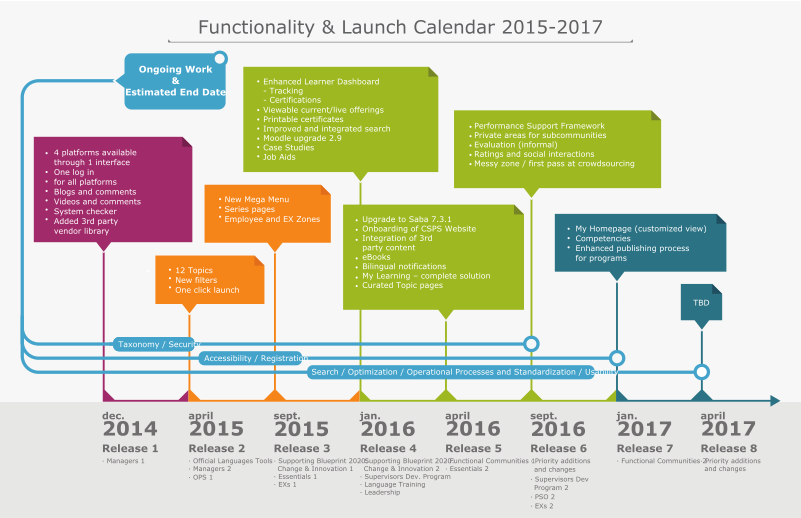 Functionality & Launch Calendar 2015-2017
Ongoing Work
&
Estimated End Date
• 4 platforms available
through 1 interface
• One log in
• for all platforms
• Blogs and comments
• Videos and comments
• System checker
• Added 3rd party
vendor library
• 12 Topics
• New filters
• One click launch
• New Mega Menu
• Series pages
• Employee and EX Zones
• Enhanced Learner Dashboard
- Tracking
- Certifications
• Viewable current/live offerings
• Printable certificates
• Improved and integrated search
• Moodle upgrade 2.9
• Case Studies
• Job Aids
• Upgrade to Saba 7.3.1
• Onboarding of CSPS Website
• Integration of 3rd
party content
• eBooks
• Bilingual notifications
• My Learning – complete solution
• Curated Topic pages
• Performance Support Framework
• Private areas for subcommunities
• Evaluation (informal)
• Ratings and social interactions
• Messy zone / first pass at crowdsourcing
• My Homepage (customized view)
• Competencies
• Enhanced publishing process
for programs
TBD
Taxonomy / Security
Accessibility / Registration
Search / Optimization / Operational Processes and Standardization / Usability
dec.
2014
Release 1
- Managers 1
april
2015
Release 2
- Official Languages Tools
- Managers 2
- OPS 1
sept.
2015
Release 3
- Supporting Blueprint 2020
Change & Innovation 1
- Essentials 1
- EXs 1
jan.
2016
Release 4
- Supporting Blueprint 2020
Change & Innovation 2
- Supervisors Dev. Program
- Language Training
- Leadership
april
2016
Release 5
- Functional Communities 1
- Essentials 2
sept.
2016
Release 6
- Priority additions
and changes
- Supervisors Dev
Program 2
- PSO 2
- EXs 2
jan.
2017
Release 7
- Functional Communities 2
april
2017
Release 8
- Priority additions
and changes